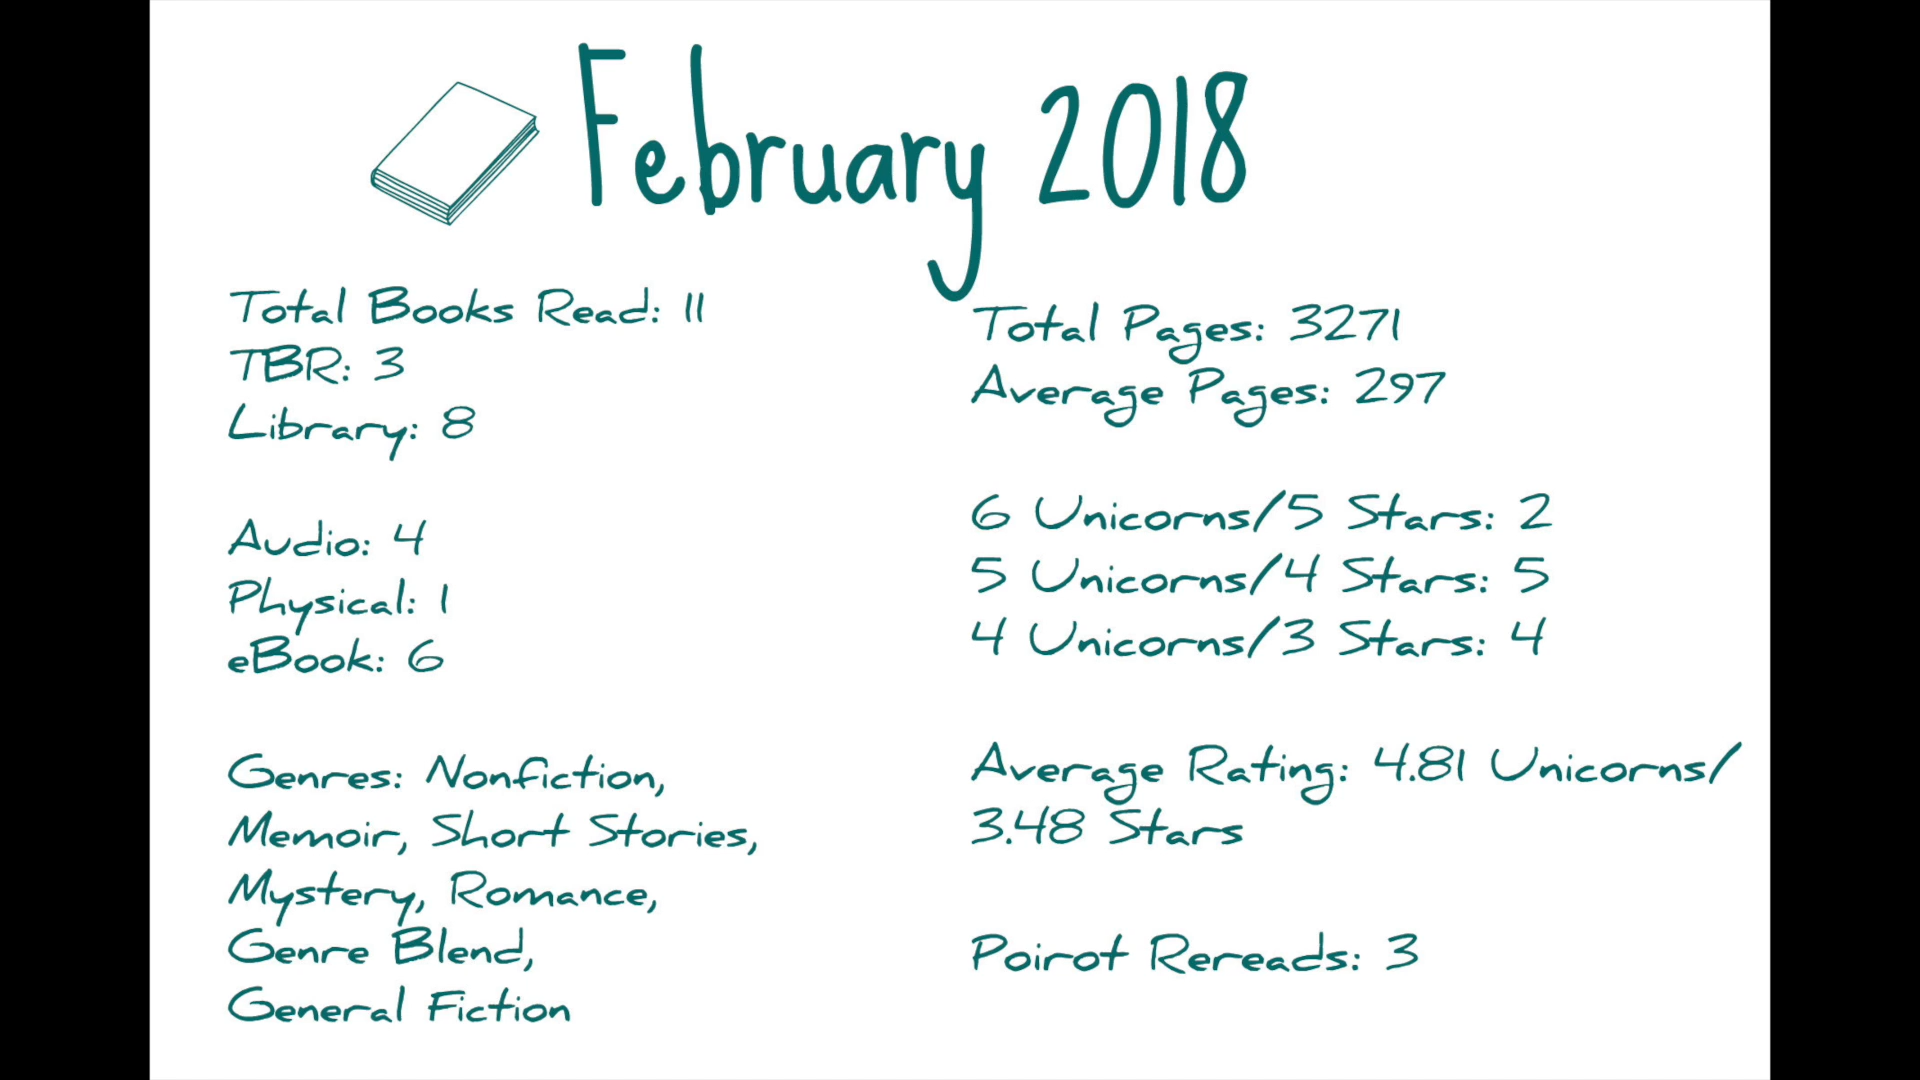 February 2018
Total Books Read: 11
TBR: 3
Library: 8
Audio: 4
Physical: 1
eBook: 6
Genres: Nonfiction,
Memoir, Short Stories,
Mystery, Romance,
Genre Blend,
General Fiction
Total Pages: 3271
Average Pages: 297
6 Unicorns/5 Stars: 2
5 Unicorns/4 Stars: 5
4 Unicorns/3 Stars: 4
Average Rating: 4.81 Unicorns/
3.48 Stars
Poirot Rereads: 3